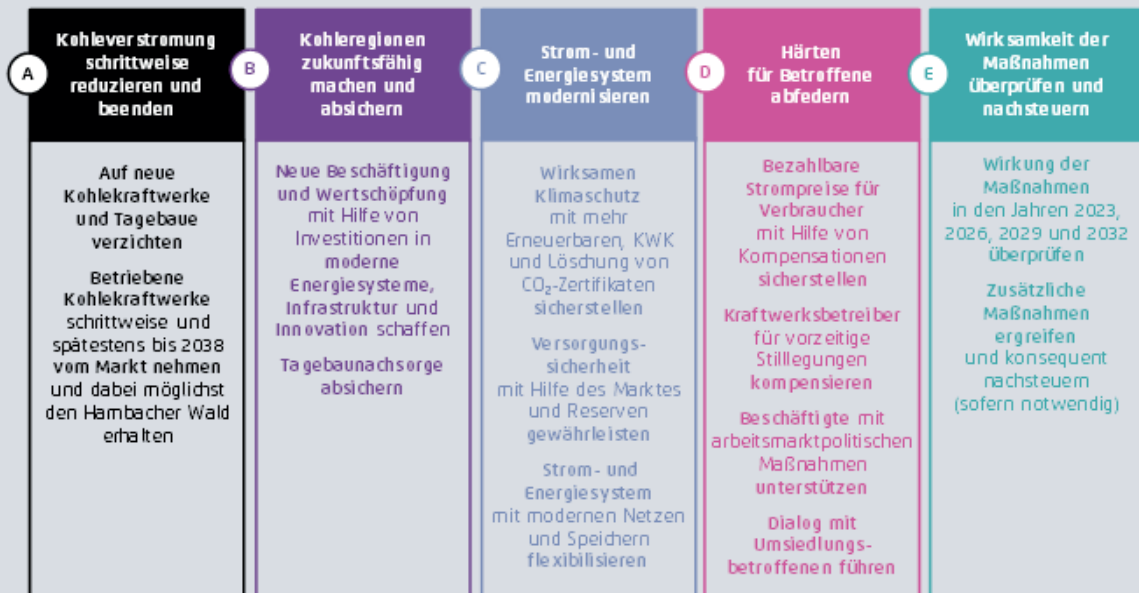 A
Kohleverstromung
schrittweise
reduzieren und
beenden
Auf neue
Kohlekraftwerke
und Tagebaue
verzichten
Betriebene
Kohlekraftwerke
schrittweise und
spätestens bis 2038
vom Markt nehmen
und dabei möglichst
den Hambacher Wald
erhalten
B
Kohleregionen
zukunftsfähig
machen und
absichern
Neue Beschäftigung
und Wertschöpfung
mit Hilfe von
Investitionen in
moderne
Energiesysteme,
Infrastruktur und
Innovation schaffen
Tagebaunachsorge
absichern
C
Strom- und
Energiesystem
modernisieren
Wirksamen
Klimaschutz
mit mehr
Erneuerbaren, KWK
und Löschung von
CO₂-Zertifikaten
sicherstellen
Versorgungs-
sicherheit
mit Hilfe des Marktes
und Reserven
gewährleisten
Strom- und
Energiesystem
mit modernen Netzen
und Speichern
flexibilisieren
D
Härten
für Betroffene
abfedern
Bezahlbare
Strompreise für
Verbraucher
mit Hilfe von
Kompensationen
sicherstellen
Kraftwerksbetreiber
für vorzeitige
Stilllegungen
kompensieren
Beschäftigte mit
arbeitsmarktpolitischen
Maßnahmen
unterstützen
Dialog mit
Umsiedlungs-
betroffenen führen
E
Wirksamkeit der
Maßnahmen
überprüfen und
nachsteuern
Wirkung der
Maßnahmen
in den Jahren 2023,
2026, 2029 und 2032
überprüfen
Zusätzliche
Maßnahmen
ergreifen
und konsequent
nachsteuern
(sofern notwendig)